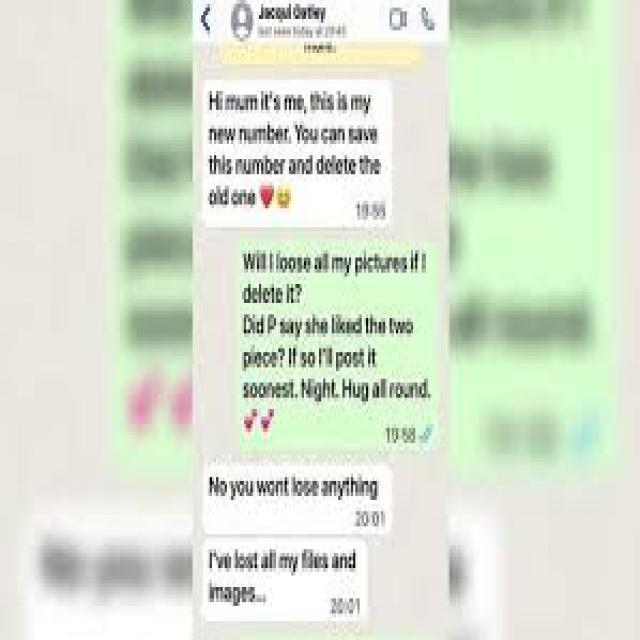 Jacqui Oatley
last seen today at 20:45
Hi mum it's me, this is my
new number. You can save
this number and delete the
old one ❤️😊
19:55
Will I loose all my pictures if I
delete it?
Did P say she liked the two
piece? If so I'll post it
soonest. Night. Hug all round.
💕 💕
19:58
No you wont lose anything
20:01
I've lost all my files and
images...
20:01